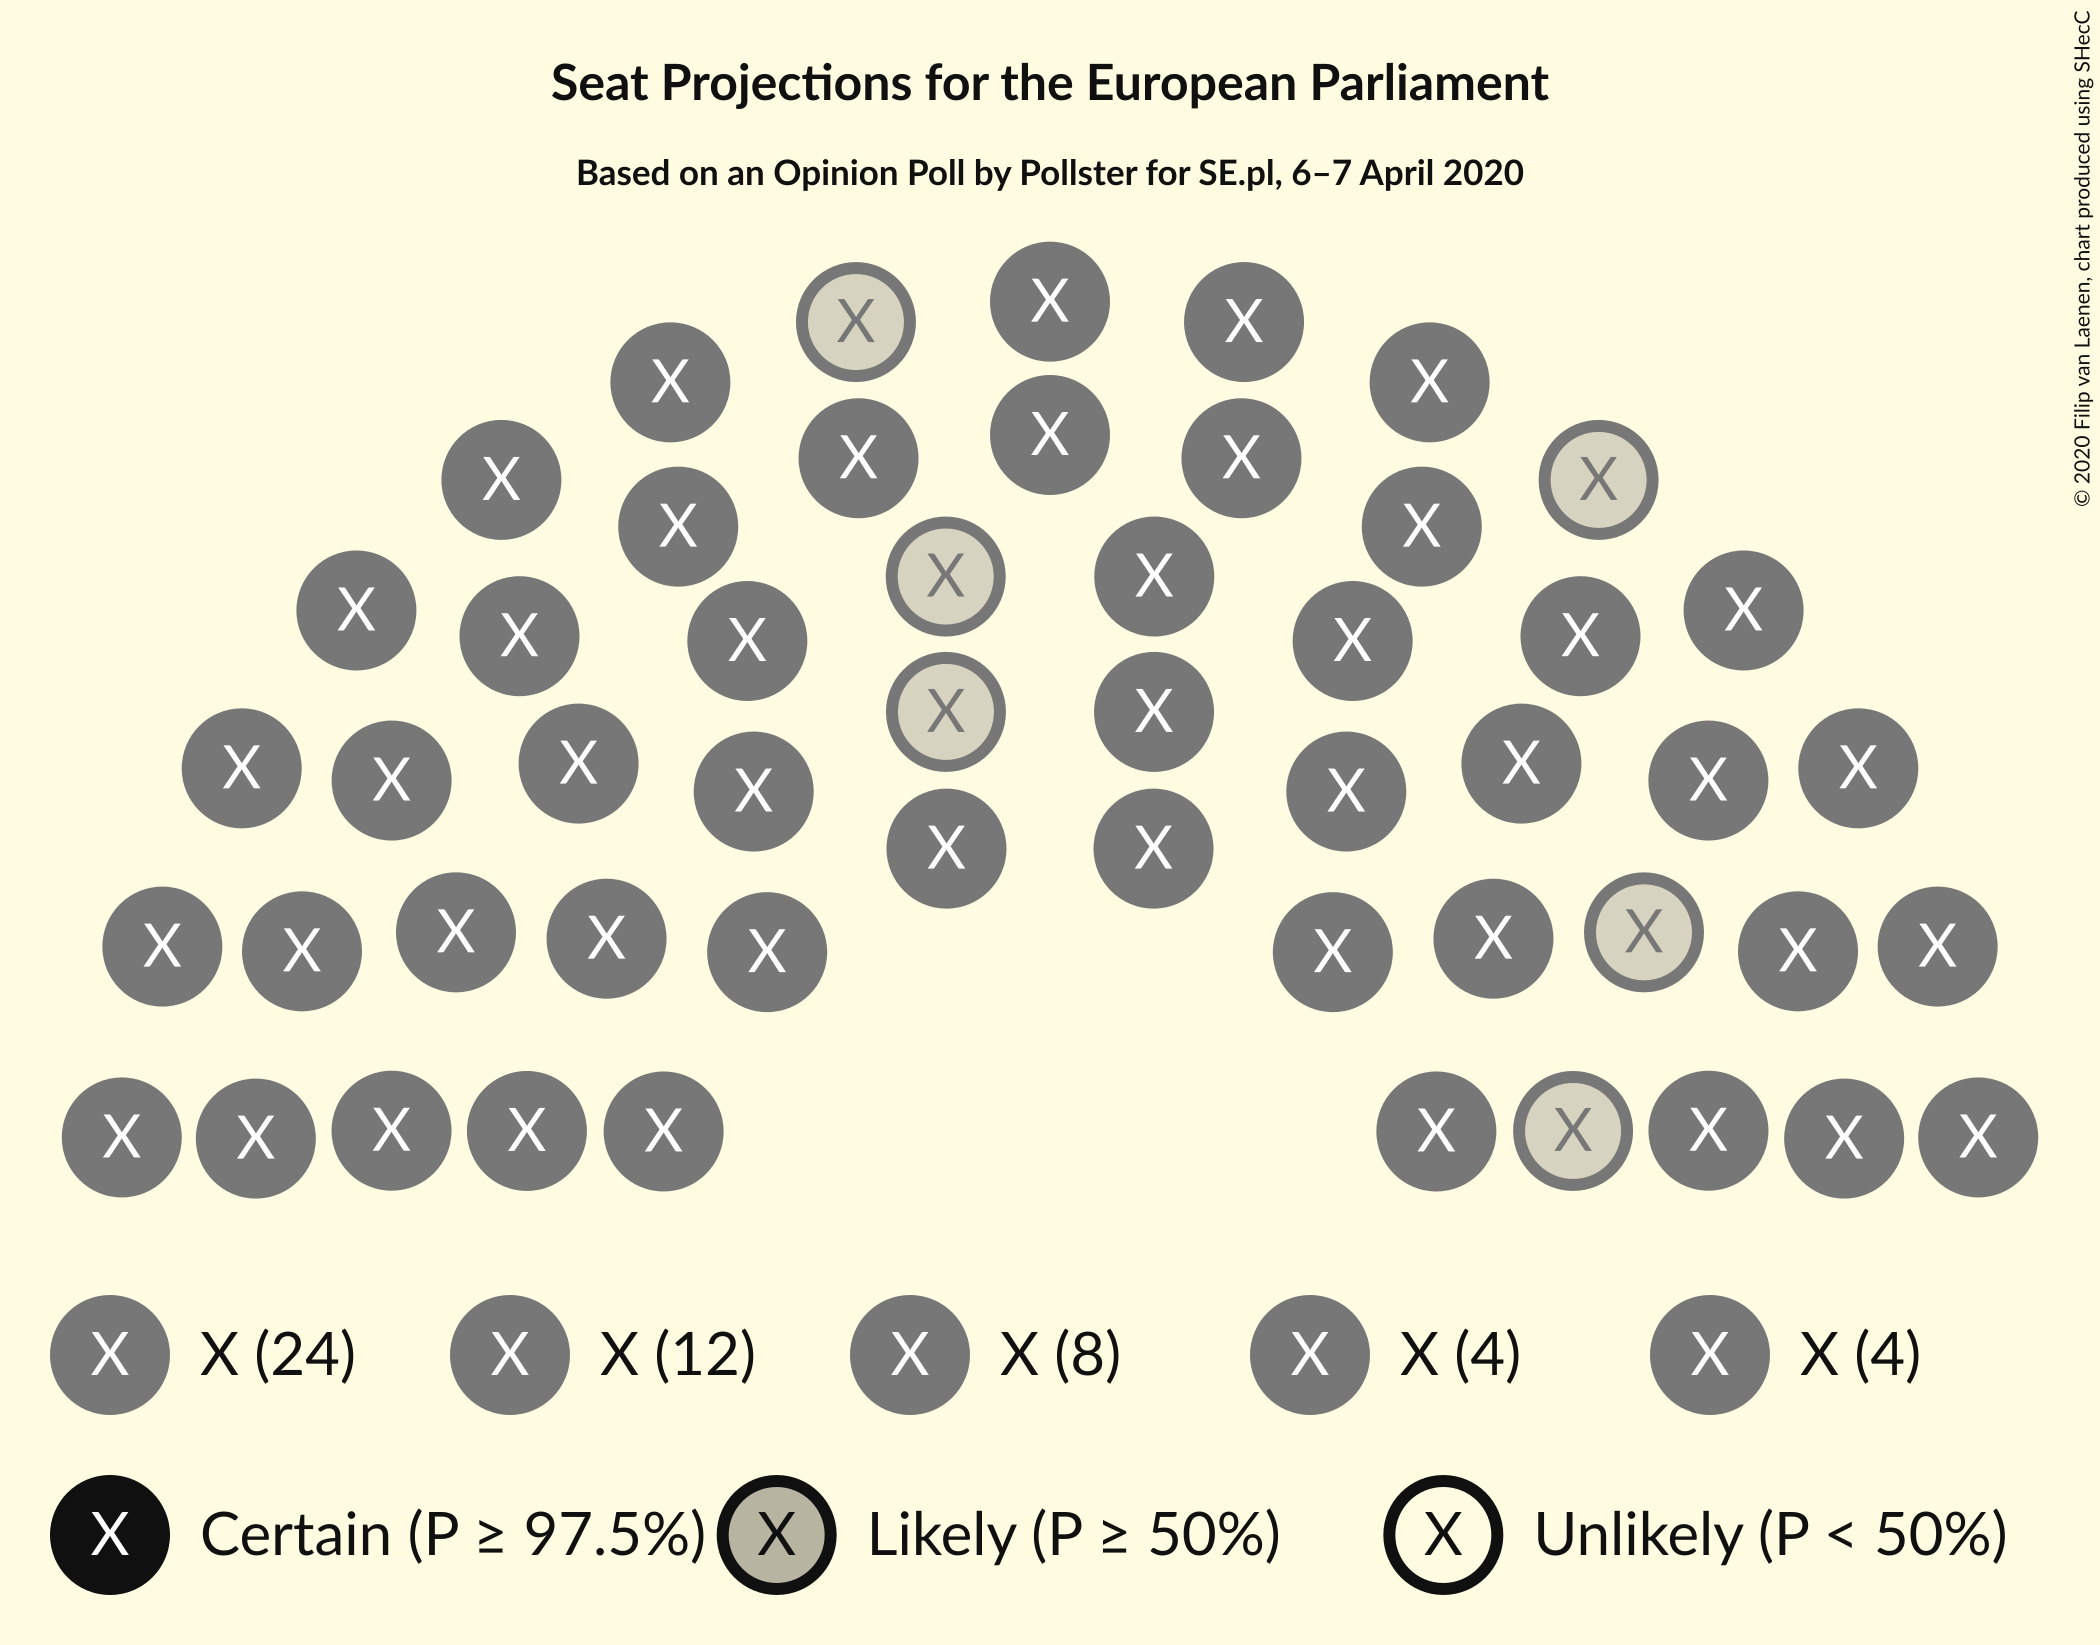 Seat Projections for the European Parliament
Based on an Opinion Poll by Pollster for SE.pl, 6–7 April 2020
© 2020 Filip van Laenen, chart produced using SHecC
X X X
X X
X X X
X X
X X
X X
X X
X X
X X X X
X X
X X
X X X X
X X
X X
X X X X
X X
X X X X
X X X X
X X
X X X X X X X X X X
X X (24) X X (12) X X (8) X X (4) X X (4)
X Certain (P ≥ 97.5%) X Likely (P ≥ 50%) X Unlikely (P < 50%)